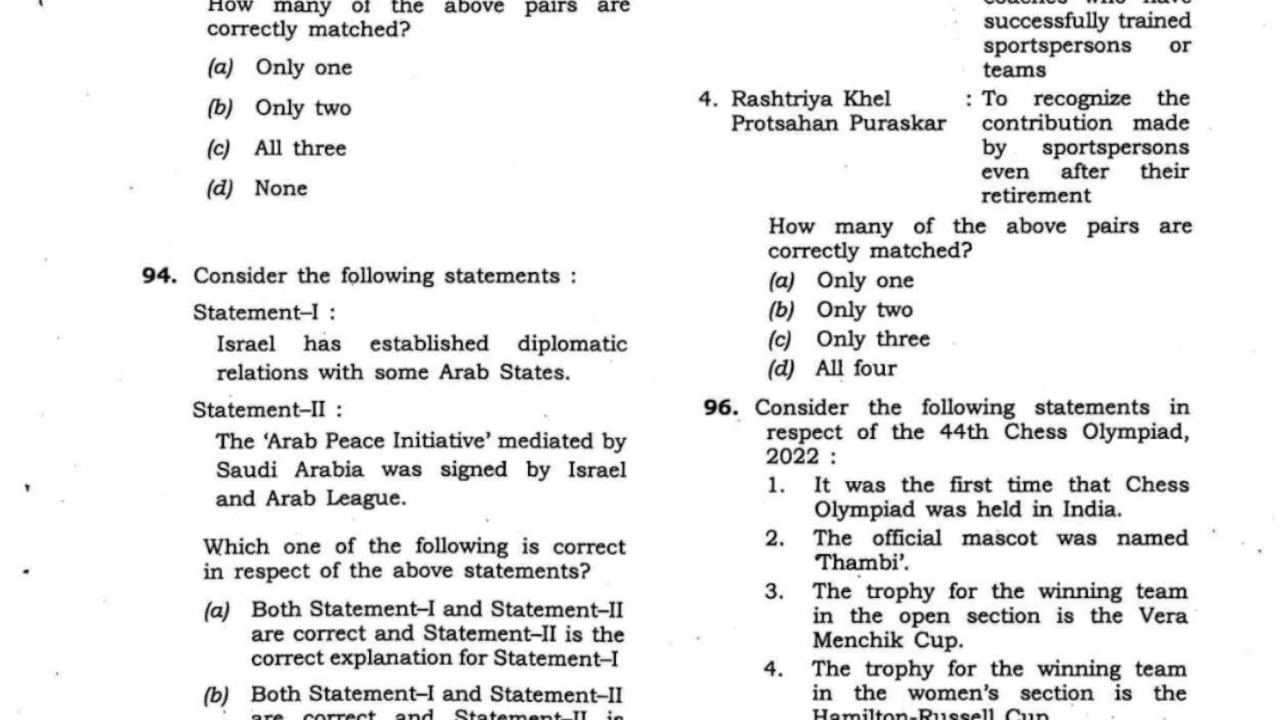 How many of the above pairs are
correctly matched?
(a) Only one
(b) Only two
(c) All three
(d) None
94. Consider the following statements :
Statement–I :
Israel has established diplomatic
relations with some Arab States.
Statement–II :
The ‘Arab Peace Initiative’ mediated by
Saudi Arabia was signed by Israel
and Arab League.
Which one of the following is correct
in respect of the above statements?
(a) Both Statement–I and Statement–II
are correct and Statement–II is the
correct explanation for Statement–I
(b) Both Statement–I and Statement–II
are correct and Statement–II is
coaches who have
successfully trained
sportspersons or
teams
4. Rashtriya Khel : To recognize the
Protsahan Puraskar contribution made
by sportspersons
even after their
retirement
How many of the above pairs are
correctly matched?
(a) Only one
(b) Only two
(c) Only three
(d) All four
96. Consider the following statements in
respect of the 44th Chess Olympiad,
2022 :
1. It was the first time that Chess
Olympiad was held in India.
2. The official mascot was named
‘Thambi’.
3. The trophy for the winning team
in the open section is the Vera
Menchik Cup.
4. The trophy for the winning team
in the women’s section is the
Hamilton-Russell Cup.